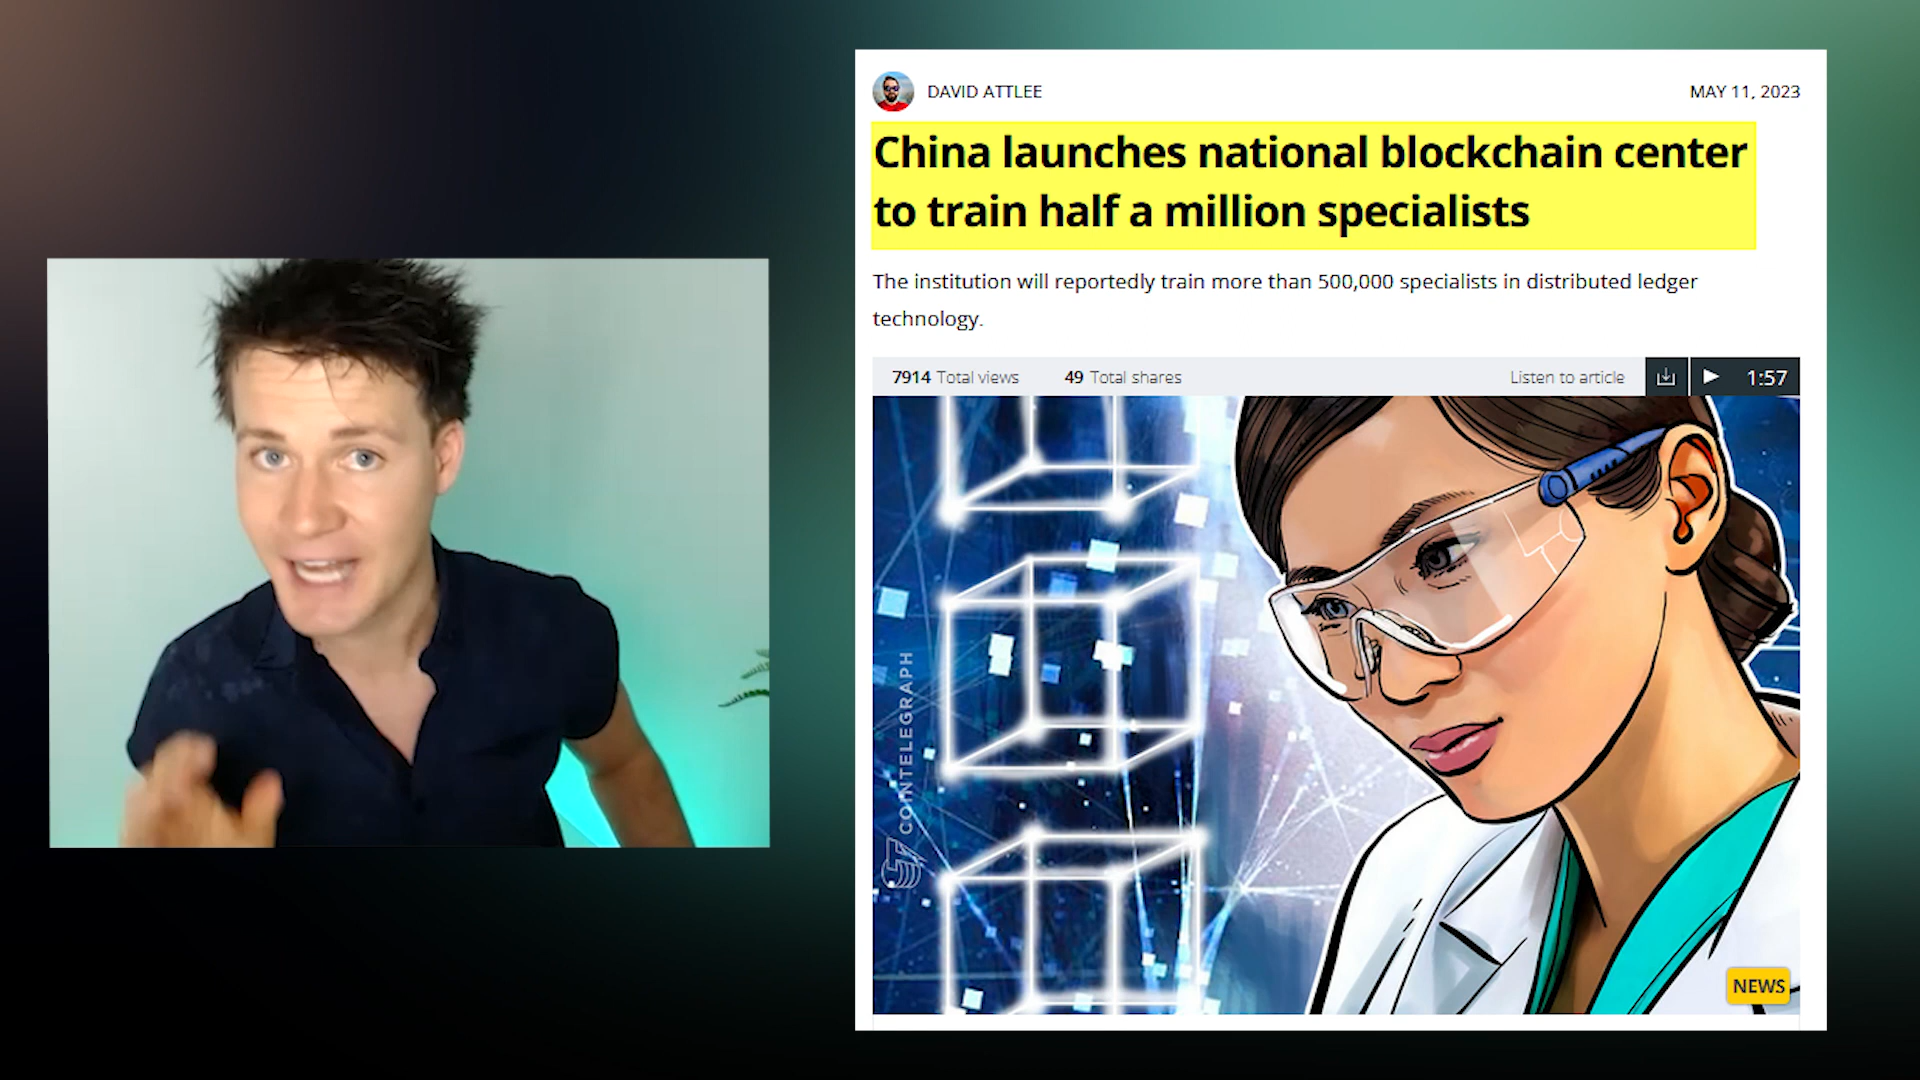 DAVID ATTLEE
MAY 11, 2023
China launches national blockchain center
to train half a million specialists
The institution will reportedly train more than 500,000 specialists in distributed ledger
technology.
7914 Total views 49 Total shares Listen to article 1:57
COINTELEGRAPH
NEWS